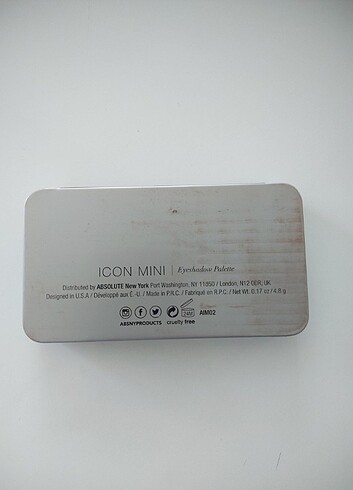 ICON MINI | Eyeshadow Palette
Distributed by ABSOLUTE New York Port Washington, NY 11050 / London, N12 0DR, UK
Designed in U.S.A / Développé aux É.-U. / Made in P.R.C. / Fabriqué en R.P.C. / Net Wt. 0.17 oz / 4.8 g
24M AIM02
ABSNYPRODUCTS cruelty free